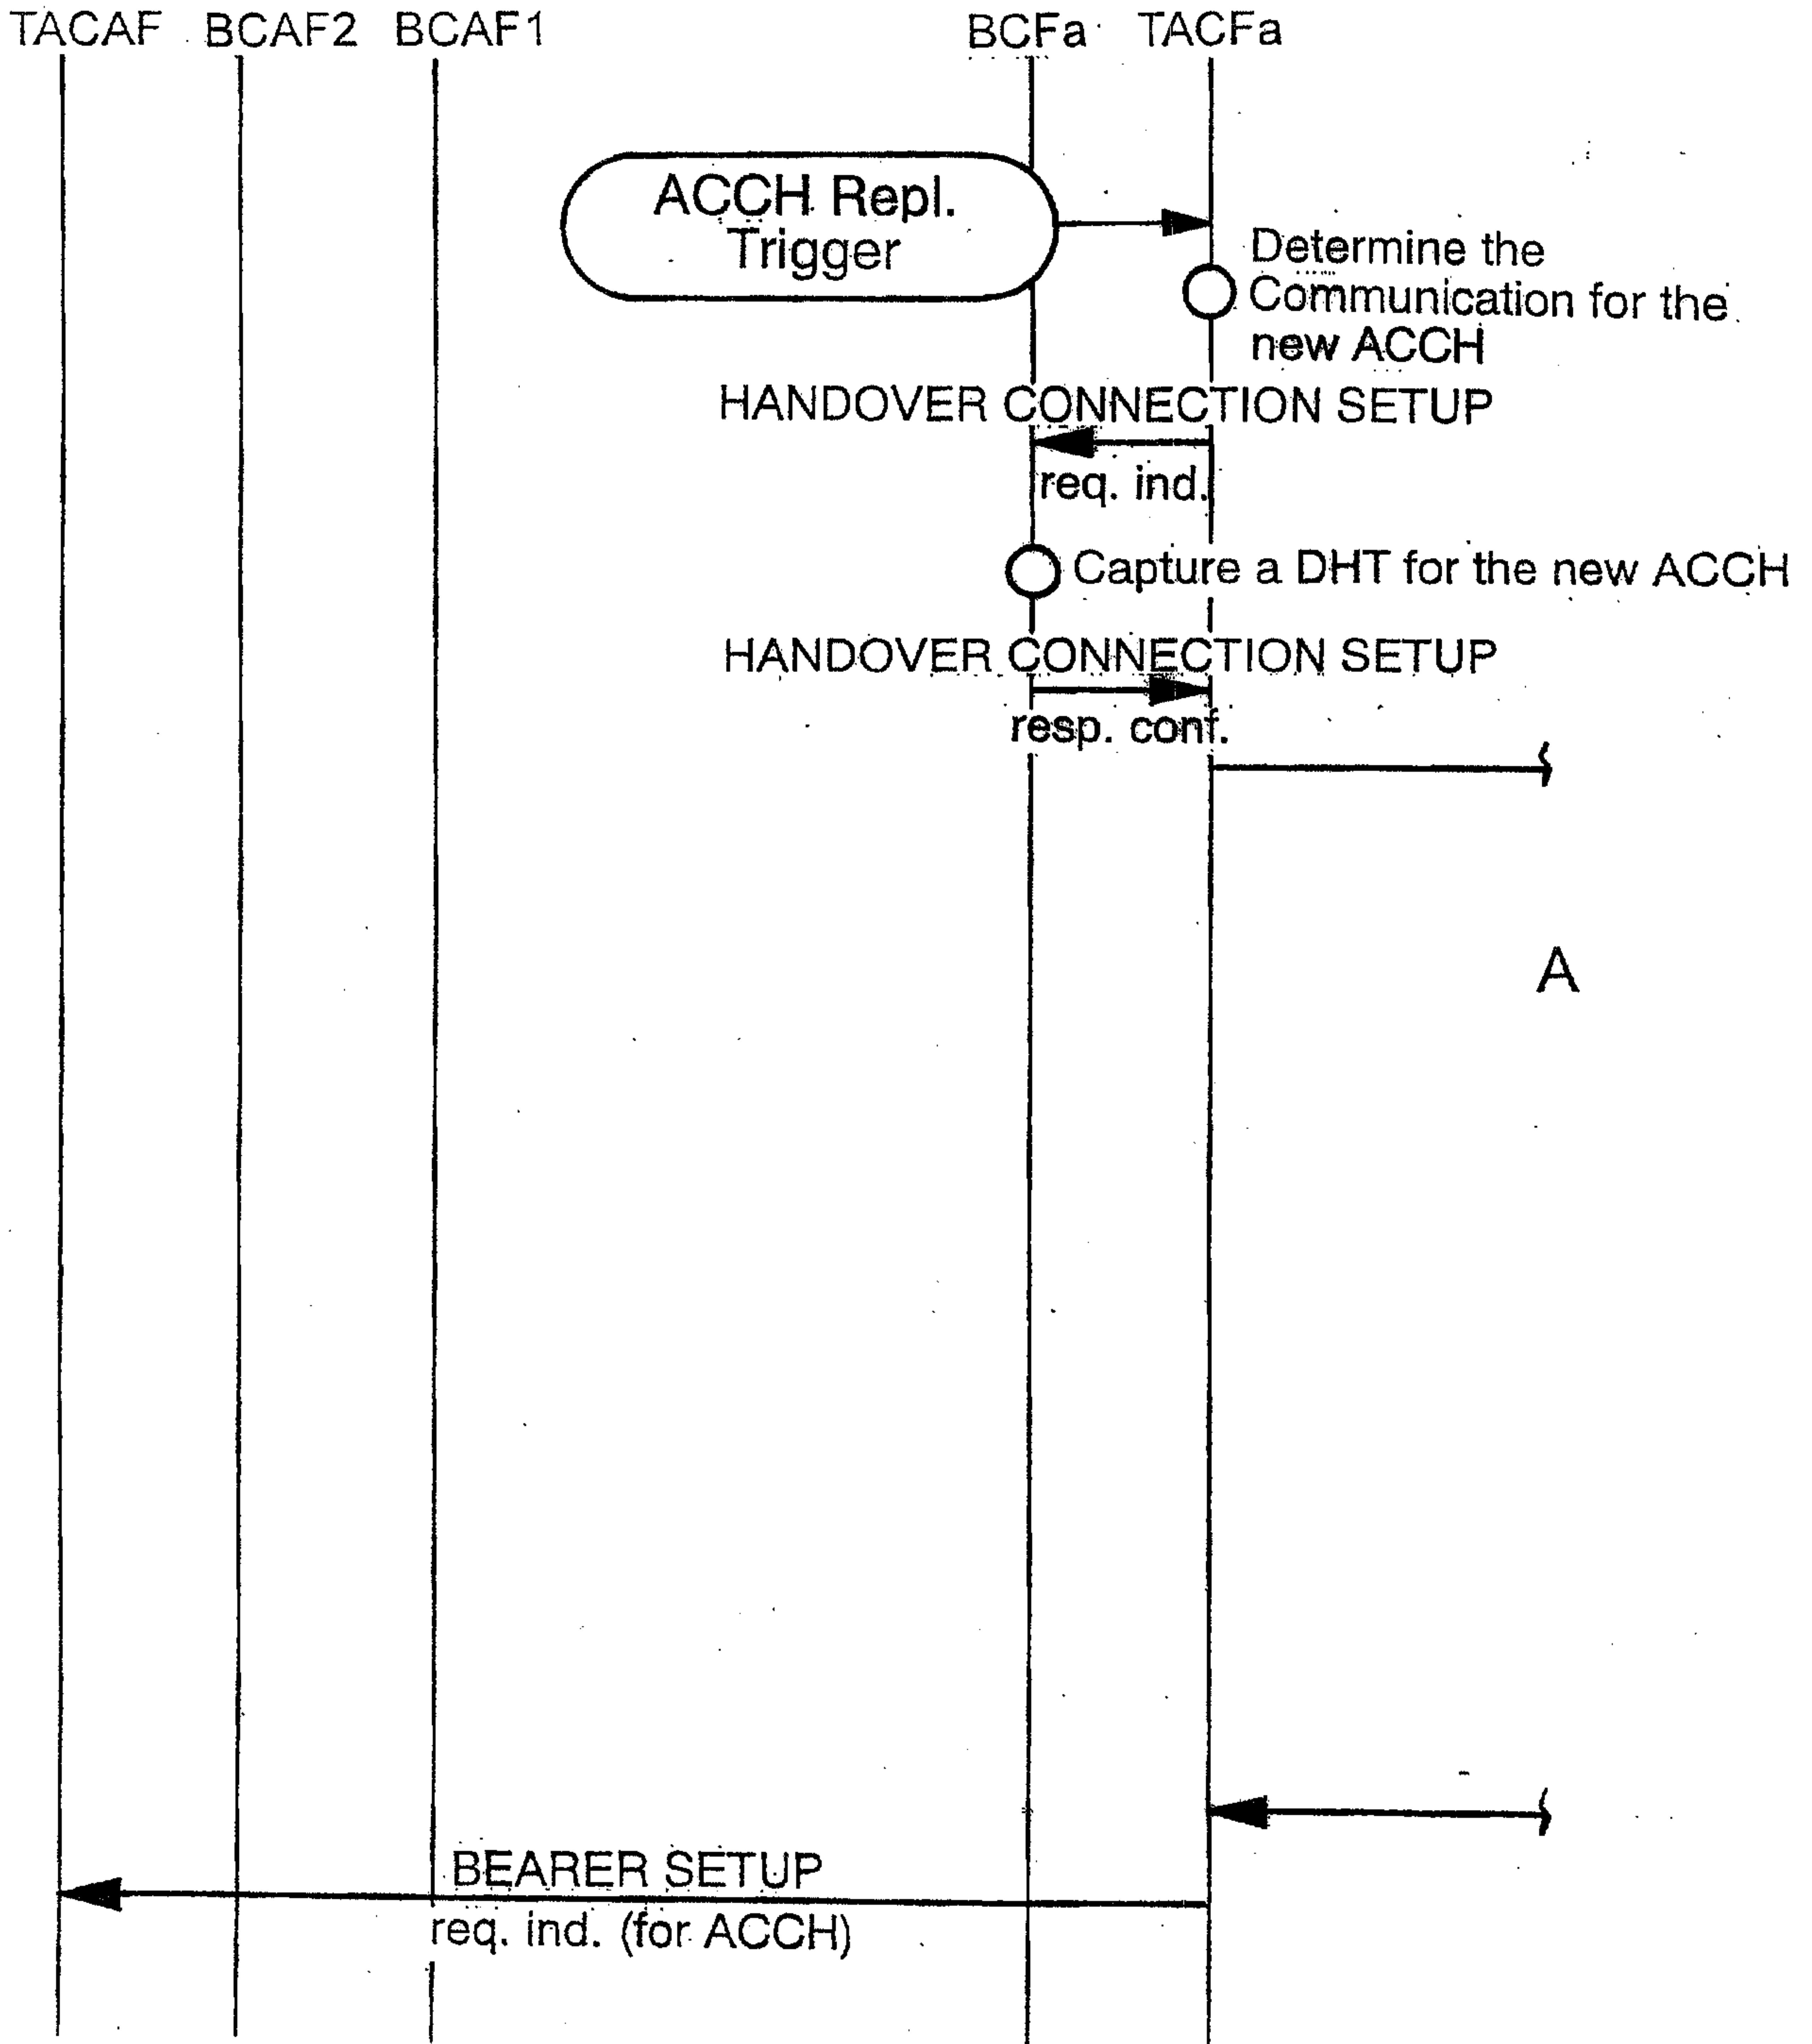 TACAF BCAF2 BCAF1 BCFa TACFa
ACCH Repl.
Trigger
Determine the
Communication for the
new ACCH
HANDOVER CONNECTION SETUP
req. ind.
Capture a DHT for the new ACCH
HANDOVER CONNECTION SETUP
resp. conf.
A
BEARER SETUP
req. ind. (for ACCH)